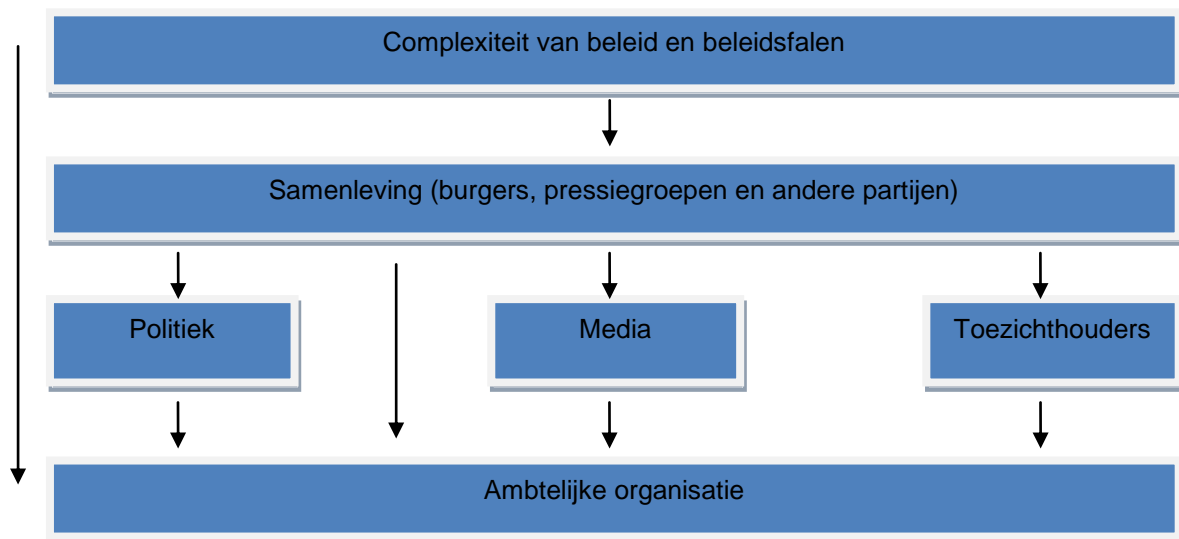 Complexiteit van beleid en beleidsfalen
Samenleving (burgers, pressiegroepen en andere partijen)
Politiek
Media
Toezichthouders
Ambtelijke organisatie